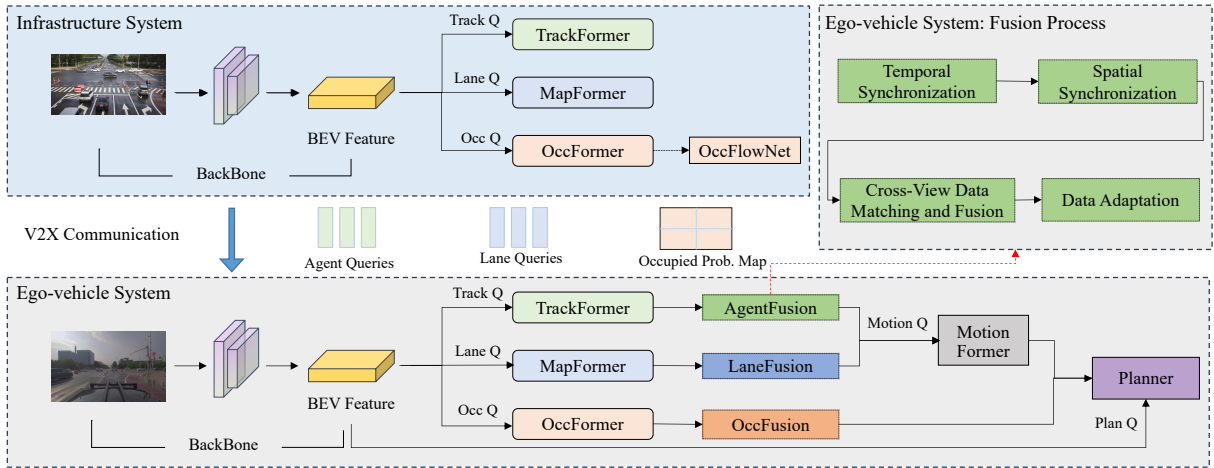 Infrastructure System
Track Q
TrackFormer
Lane Q
MapFormer
BEV Feature
Occ Q
OccFormer
OccFlowNet
BackBone
Ego-vehicle System: Fusion Process
Temporal
Synchronization
Spatial
Synchronization
Cross-View Data
Matching and Fusion
Data Adaptation
V2X Communication
Agent Queries
Lane Queries
Occupied Prob. Map
Ego-vehicle System
Track Q
TrackFormer
AgentFusion
Lane Q
MapFormer
LaneFusion
Motion Q
Motion
Former
Planner
BEV Feature
Occ Q
OccFormer
OccFusion
Plan Q
BackBone